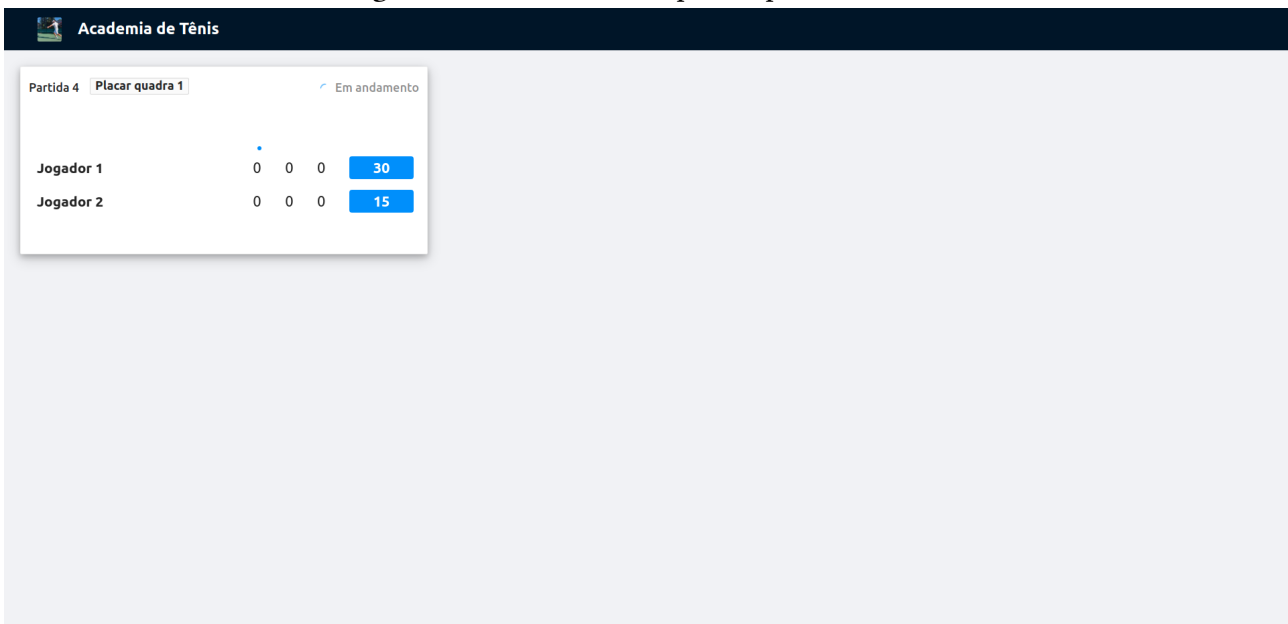 Academia de Tênis
Partida 4 Placar quadra 1 Em andamento
Jogador 1 0 0 0 30
Jogador 2 0 0 0 15